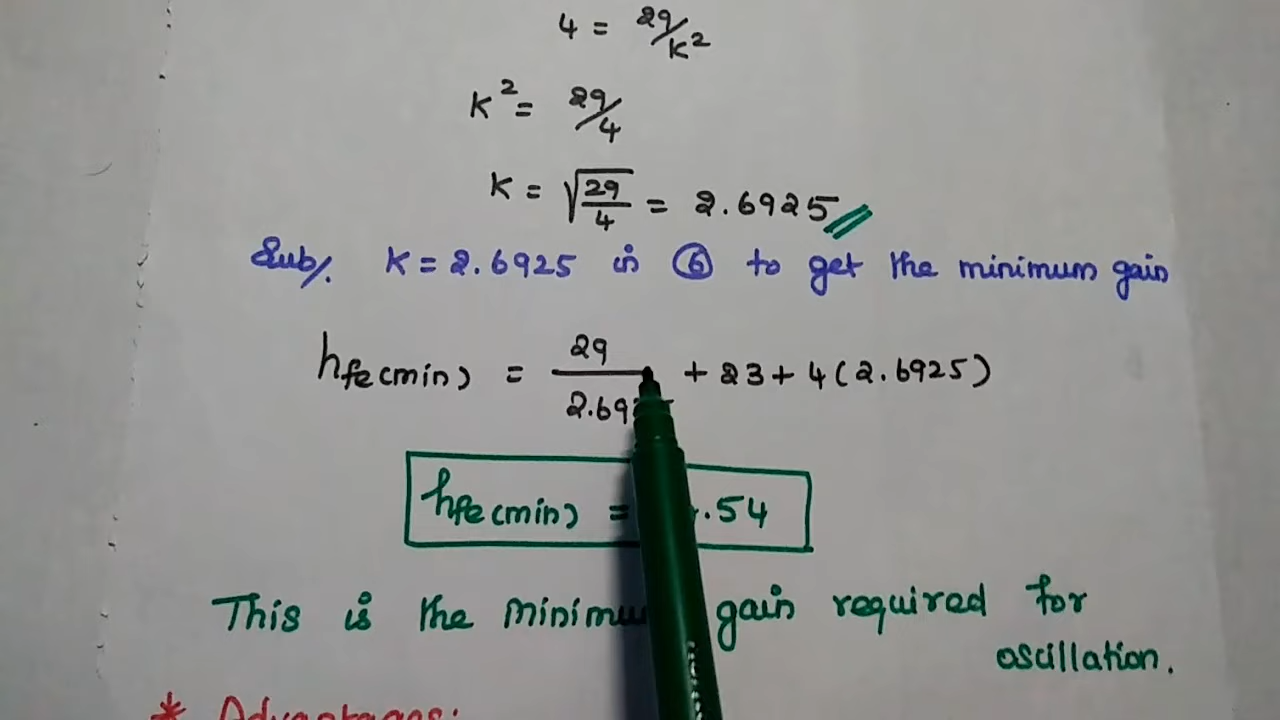 4 = 29/K²
K² = 29/4
K = √(29/4) = 2.6925
Sub/. K = 2.6925 in ⑥ to get the minimum gain
hfe(min) = 29/2.69 + 23 + 4(2.6925)
hfe(min) = .54
This is the minimu gain required for
oscillation.
* Advantages: